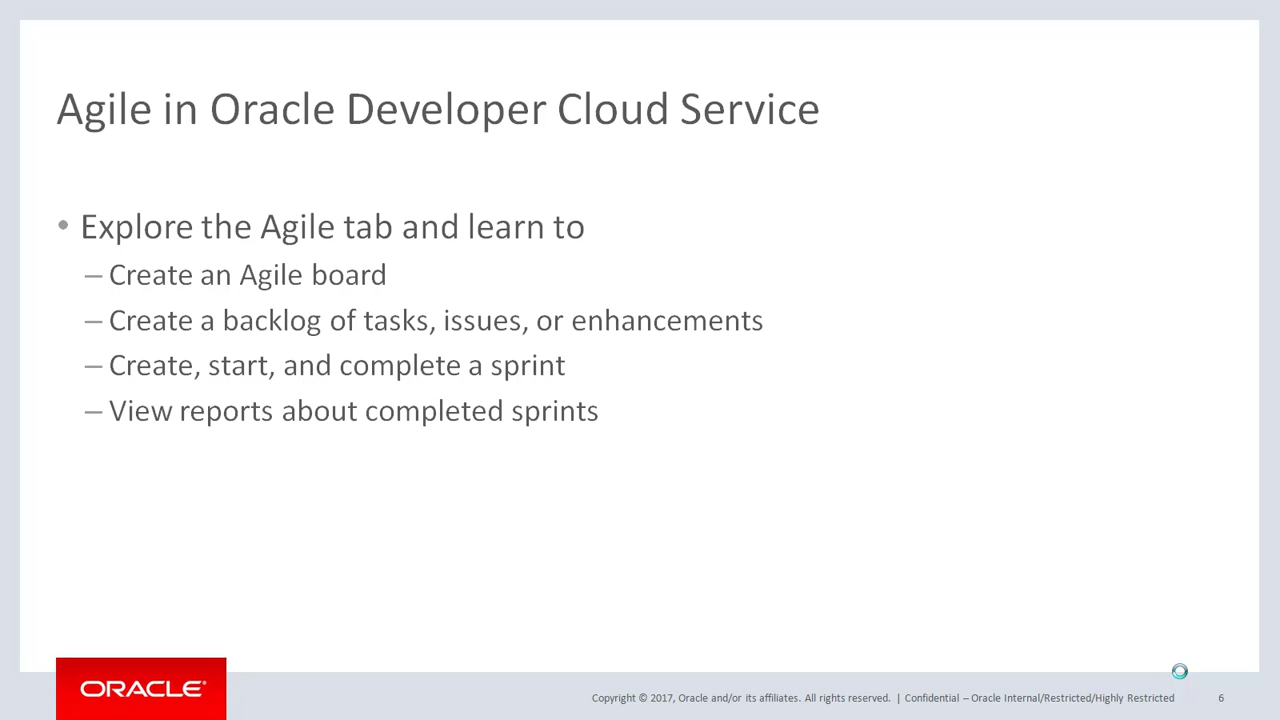 Agile in Oracle Developer Cloud Service
• Explore the Agile tab and learn to
– Create an Agile board
– Create a backlog of tasks, issues, or enhancements
– Create, start, and complete a sprint
– View reports about completed sprints
ORACLE®
Copyright © 2017, Oracle and/or its affiliates. All rights reserved. | Confidential – Oracle Internal/Restricted/Highly Restricted 6